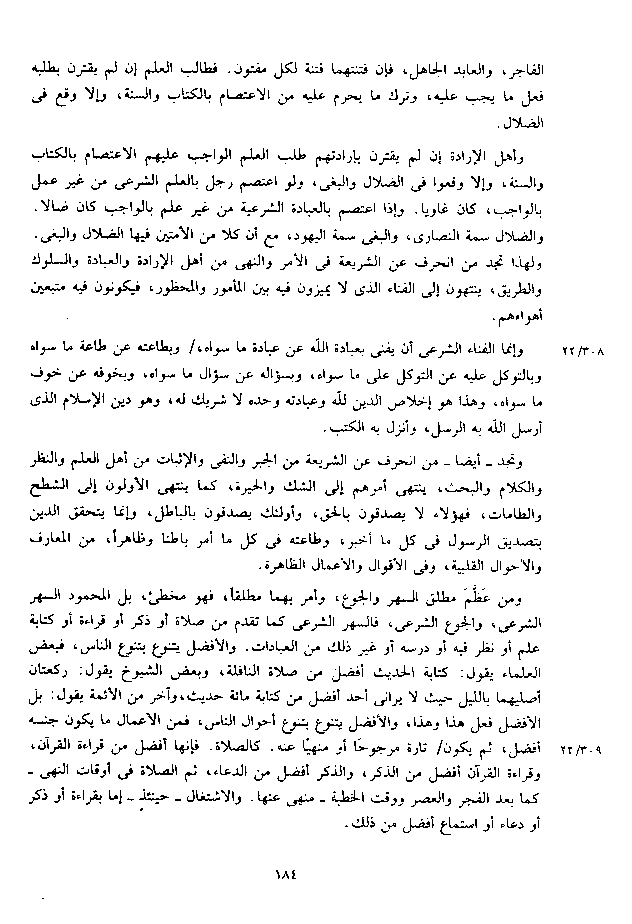 الفاجر، والعابد الجاهل، فإن فتنتهما فتنة لكل مفتون. فطالب العلم إن لم يقترن بطلبه
فعل ما يجب عليه، وترك ما يحرم عليه من الاعتصام بالكتاب والسنة، وإلا وقع فى
الضلال.
وأهل الإرادة إن لم يقترن بإرادتهم طلب العلم الواجب عليهم الاعتصام بالكتاب
والسنة، وإلا وقعوا فى الضلال والبغى، ولو اعتصم رجل بالعلم الشرعى من غير عمل
بالواجب، كان غاويا. وإذا اعتصم بالعبادة الشرعية من غير علم بالواجب كان ضالا.
والضلال سمة النصارى، والبغى سمة اليهود، مع أن كلا من الأمتين فيها الضلال والبغى.
ولهذا تجد من انحرف عن الشريعة فى الأمر والنهى من أهل الإرادة والعبادة والسلوك
والطريق، ينتهون إلى الفناء الذى لا يميزون فيه بين المأمور والمحظور، فيكونون فيه متبعين
أهواءهم.
٢٢/٣٠٨ وإنما الفناء الشرعى أن يفنى بعبادة الله عن عبادة ما سواه،/ وبطاعته عن طاعة ما سواه
وبالتوكل عليه عن التوكل على ما سواه، وبسؤاله عن سؤال ما سواه، وبخوفه عن خوف
ما سواه، وهذا هو إخلاص الدين لله وعبادته وحده لا شريك له، وهو دين الإسلام الذى
أرسل الله به الرسل، وأنزل به الكتب.
وتجد ـ أيضا ـ من انحرف عن الشريعة من الجبر والنفى والإثبات من أهل العلم والنظر
والكلام والبحث، ينتهى أمرهم إلى الشك والحيرة، كما ينتهى الأولون إلى الشطح
والطامات، فهؤلاء لا يصدقون بالحق، وأولئك يصدقون بالباطل، وإنما يتحقق الدين
بتصديق الرسول فى كل ما أخبر، وطاعته فى كل ما أمر باطنا وظاهراً، من المعارف
والأحوال القلبية، وفى الأقوال والأعمال الظاهرة.
ومن عَظَّمَ مطلق السهر والجوع، وأمر بهما مطلقاً، فهو مخطئ، بل المحمود السهر
الشرعى، والجوع الشرعى، فالسهر الشرعى كما تقدم من صلاة أو ذكر أو قراءة أو كتابة
علم أو نظر فيه أو درسه أو غير ذلك من العبادات. والأفضل يتنوع بتنوع الناس، فبعض
العلماء يقول: كتابة الحديث أفضل من صلاة النافلة، وبعض الشيوخ يقول: ركعتان
أصليهما بالليل حيث لا يرانى أحد أفضل من كتابة مائة حديث،وآخر من الأئمة يقول: بل
الأفضل فعل هذا وهذا، والأفضل يتنوع بتنوع أحوال الناس، فمن الأعمال ما يكون جنسه
٢٢/٣٠٩ أفضل، ثم يكون/ تارة مرجوحًا أو منهيًا عنه. كالصلاة. فإنها أفضل من قراءة القرآن،
وقراءة القرآن أفضل من الذكر، والذكر أفضل من الدعاء، ثم الصلاة فى أوقات النهى ـ
كما بعد الفجر والعصر ووقت الخطبة ـ منهى عنها. والاشتغال ـ حينئذٍ ـ إما بقراءة أو ذكر
أو دعاء أو استماع أفضل من ذلك.
١٨٤